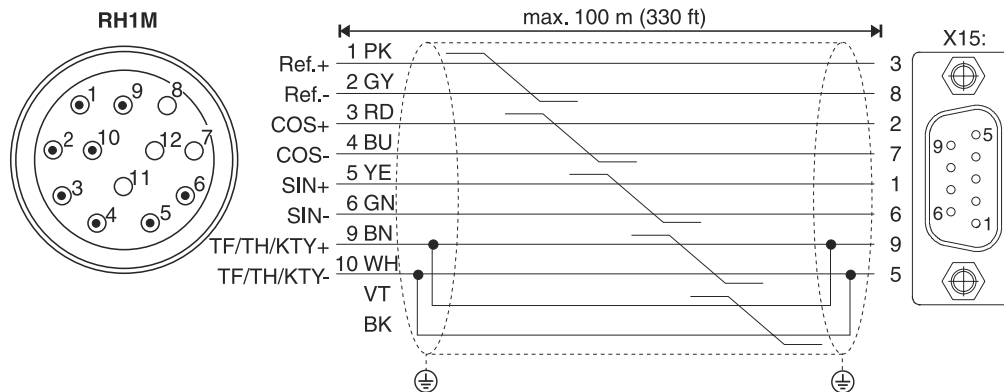 RH1M
max. 100 m (330 ft)
X15:
1 9 8
2 10 12 7
11
3 6
4 5
Ref.+ 1 PK 3
Ref.- 2 GY 8
COS+ 3 RD 2
COS- 4 BU 7
SIN+ 5 YE 1
SIN- 6 GN 6
TF/TH/KTY+ 9 BN 9
TF/TH/KTY- 10 WH 5
VT
BK
5
9
6
1